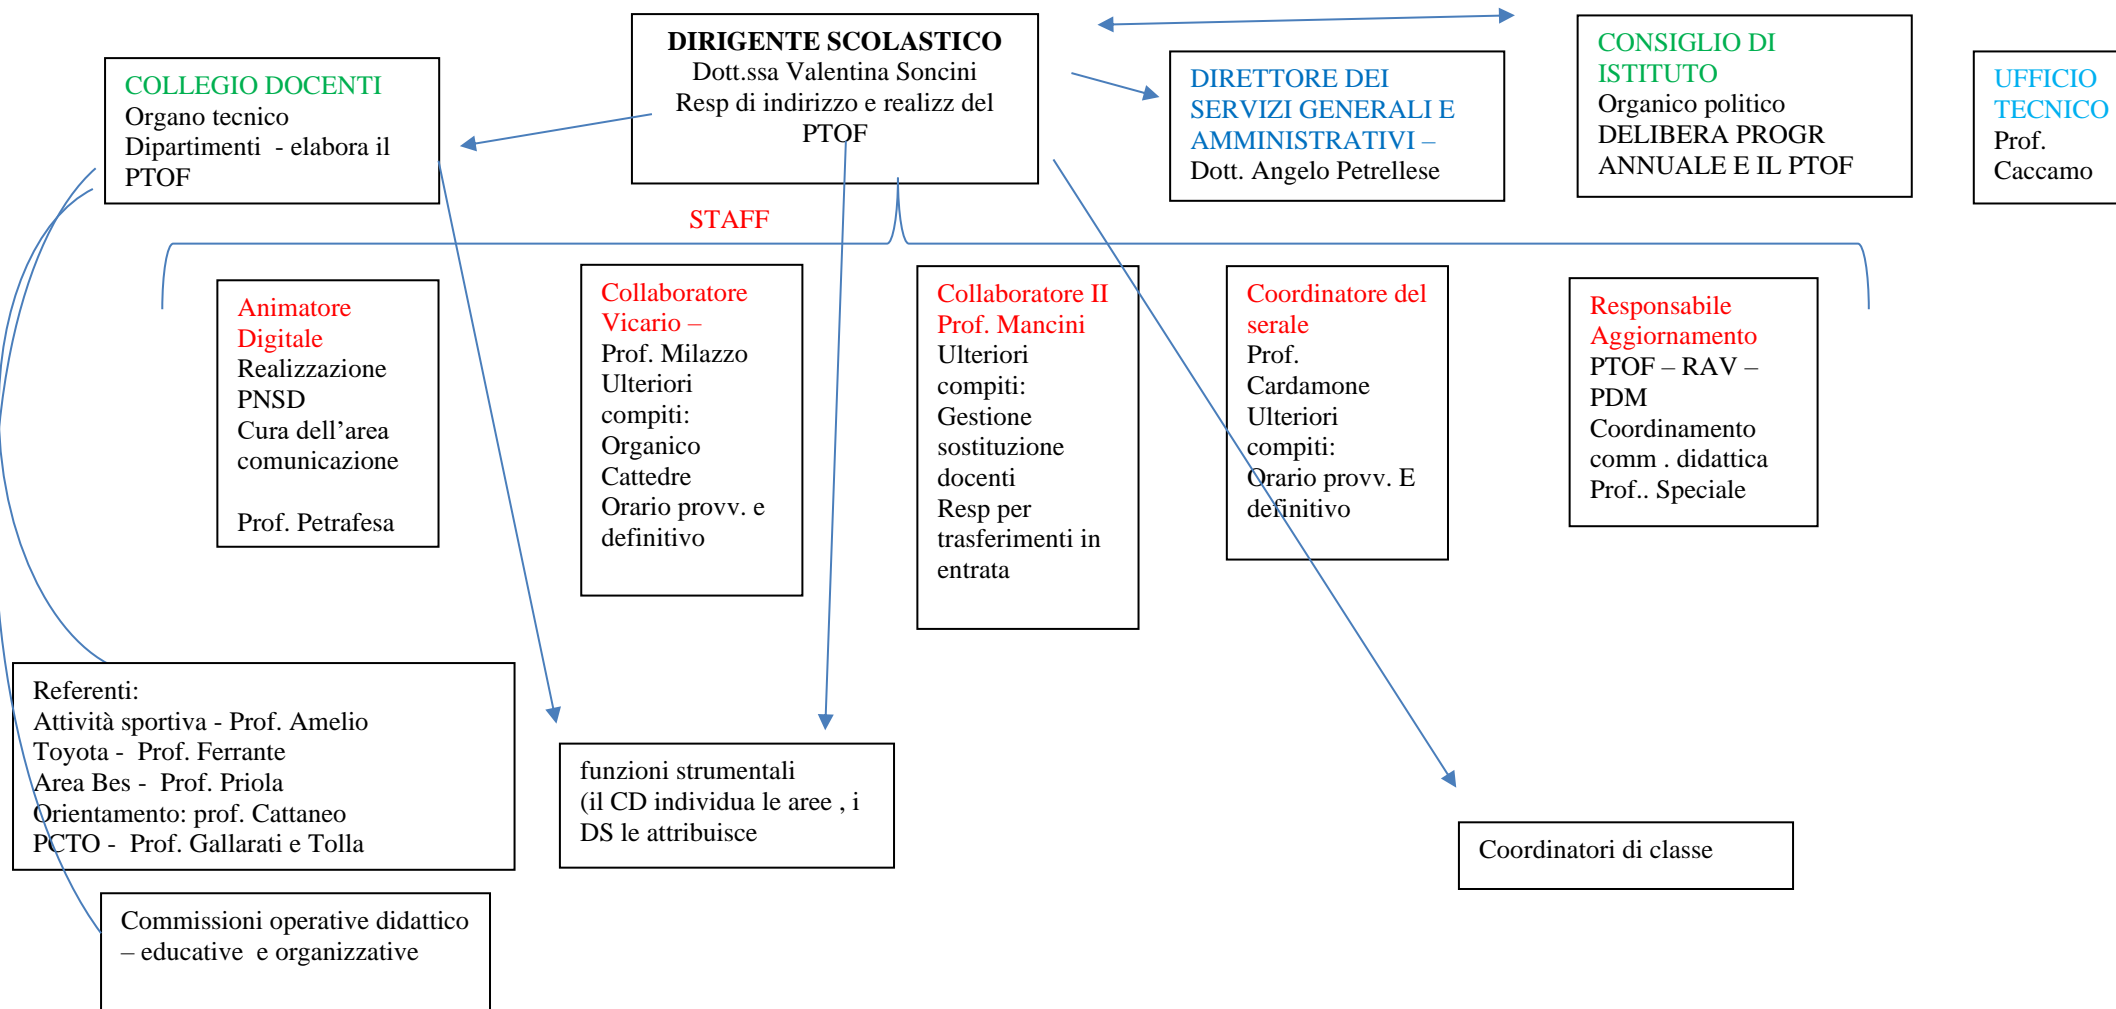 DIRIGENTE SCOLASTICO
Dott.ssa Valentina Soncini
Resp di indirizzo e realizz del
PTOF
COLLEGIO DOCENTI
Organo tecnico
Dipartimenti - elabora il
PTOF
DIRETTORE DEI
SERVIZI GENERALI E
AMMINISTRATIVI –
Dott. Angelo Petrellese
CONSIGLIO DI
ISTITUTO
Organico politico
DELIBERA PROGR
ANNUALE E IL PTOF
UFFICIO
TECNICO
Prof.
Caccamo
STAFF
Animatore
Digitale
Realizzazione
PNSD
Cura dell’area
comunicazione
Prof. Petrafesa
Collaboratore
Vicario –
Prof. Milazzo
Ulteriori
compiti:
Organico
Cattedre
Orario provv. e
definitivo
Collaboratore II
Prof. Mancini
Ulteriori
compiti:
Gestione
sostituzione
docenti
Resp per
trasferimenti in
entrata
Coordinatore del
serale
Prof.
Cardamone
Ulteriori
compiti:
Orario provv. E
definitivo
Responsabile
Aggiornamento
PTOF – RAV –
PDM
Coordinamento
comm . didattica
Prof.. Speciale
Referenti:
Attività sportiva - Prof. Amelio
Toyota - Prof. Ferrante
Area Bes - Prof. Priola
Orientamento: prof. Cattaneo
PCTO - Prof. Gallarati e Tolla
funzioni strumentali
(il CD individua le aree , i
DS le attribuisce
Coordinatori di classe
Commissioni operative didattico
– educative e organizzative